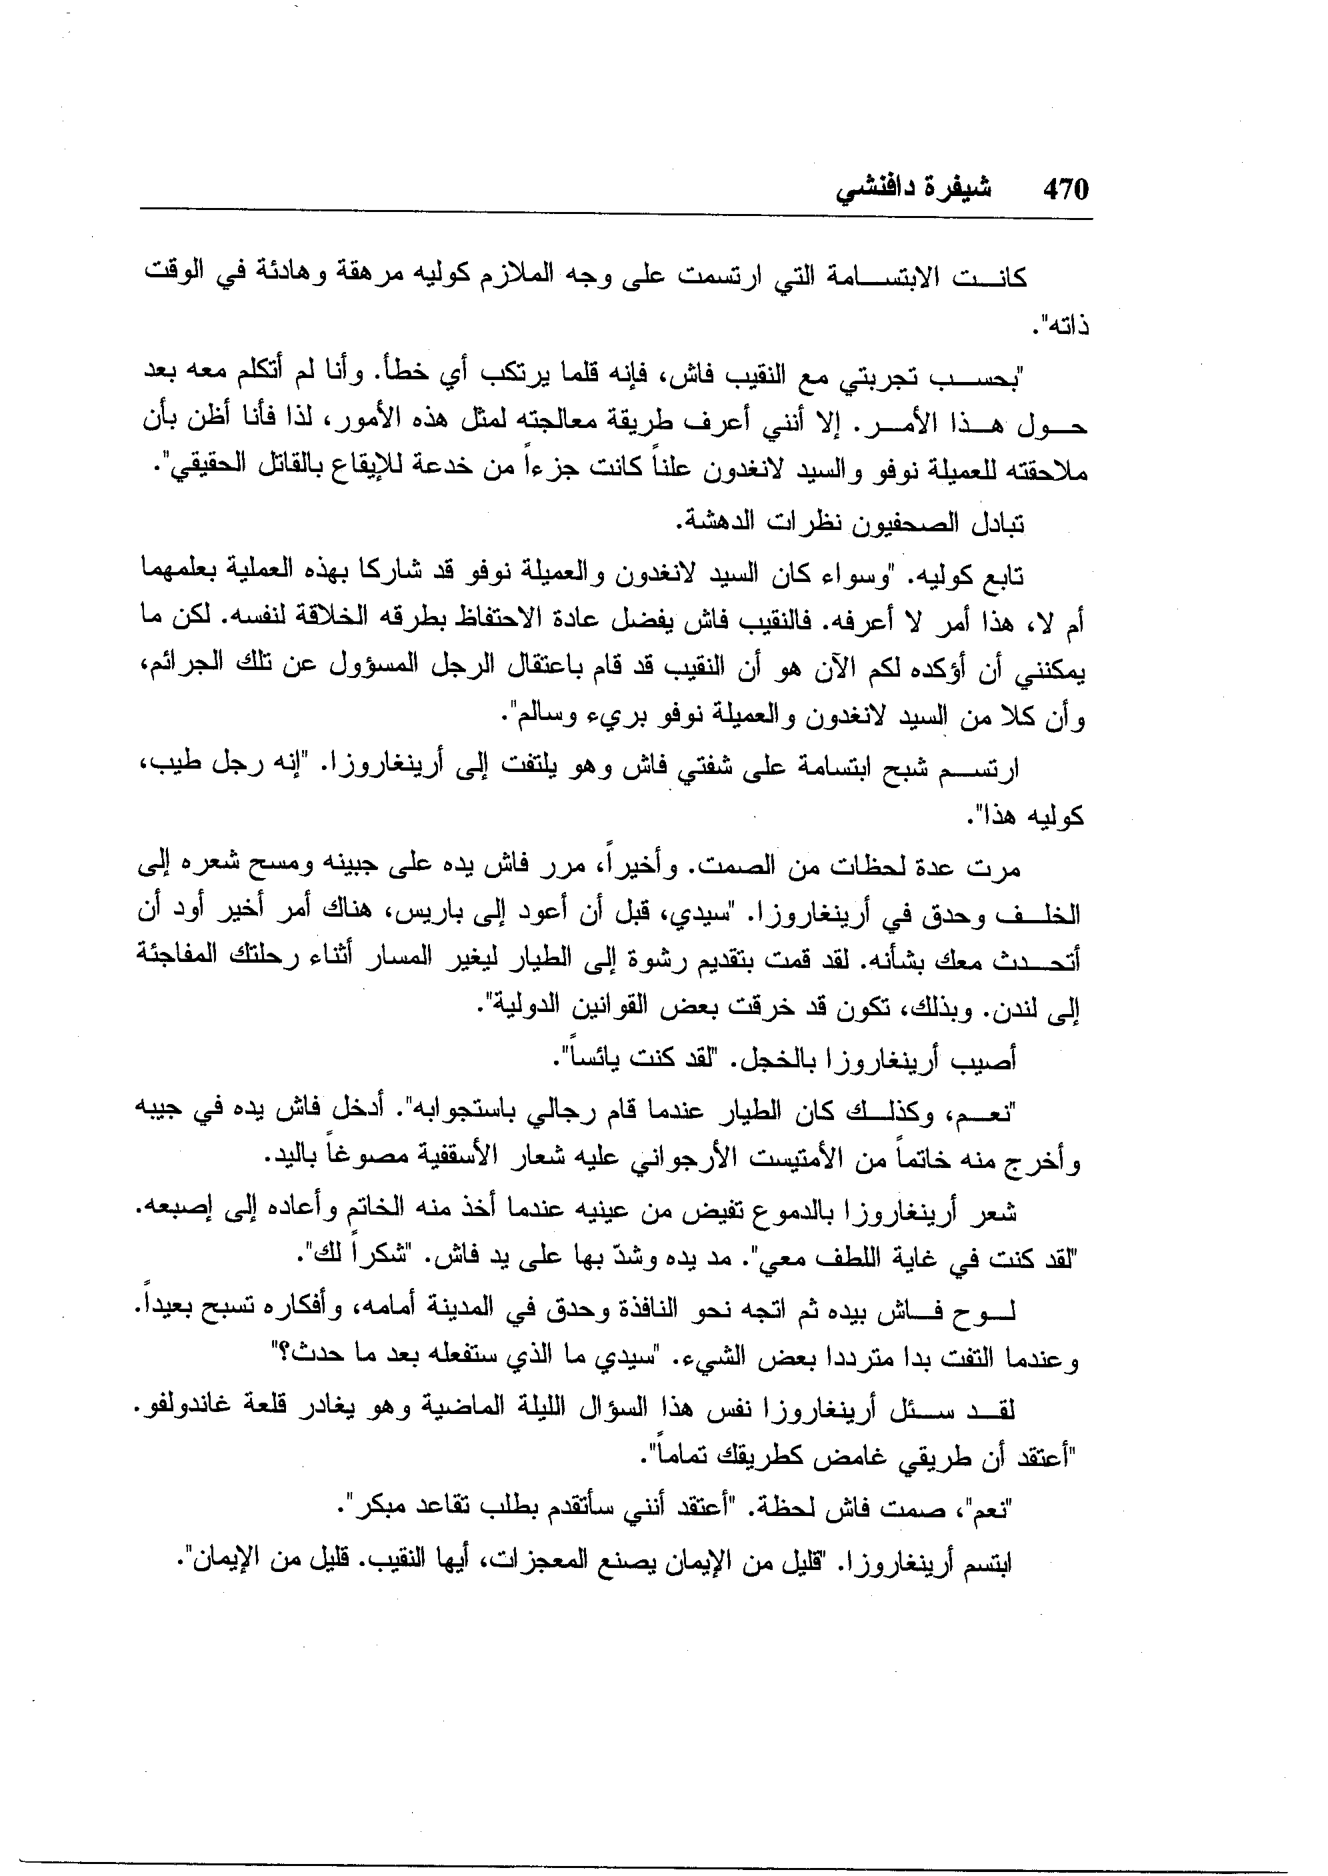 470 شيفرة دافنشي
كانت الابتسامة التي ارتسمت على وجه الملازم كوليه مرهقة وهادئة في الوقت
ذاته".
"بحسب تجربتي مع النقيب فاش، فإنه قلما يرتكب أي خطأ. وأنا لم أتكلم معه بعد
حول هذا الأمر. إلا أنني أعرف طريقة معالجته لمثل هذه الأمور، لذا فأنا أظن بأن
ملاحقته للعميلة نوفو والسيد لانغدون علناً كانت جزءاً من خدعة للإيقاع بالقاتل الحقيقي".
تبادل الصحفيون نظرات الدهشة.
تابع كوليه. "وسواء كان السيد لانغدون والعميلة نوفو قد شاركا بهذه العملية بعلمهما
أم لا، هذا أمر لا أعرفه. فالنقيب فاش يفضل عادة الاحتفاظ بطرقه الخلاقة لنفسه. لكن ما
يمكنني أن أؤكده لكم الآن هو أن النقيب قد قام باعتقال الرجل المسؤول عن تلك الجرائم،
وأن كلا من السيد لانغدون والعميلة نوفو بريء وسالم".
ارتسم شبح ابتسامة على شفتي فاش وهو يلتفت إلى أرينغاروزا. "إنه رجل طيب،
كوليه هذا".
مرت عدة لحظات من الصمت. وأخيراً، مرر فاش يده على جبينه ومسح شعره إلى
الخلف وحدق في أرينغاروزا. "سيدي، قبل أن أعود إلى باريس، هناك أمر أخير أود أن
أتحدث معك بشأنه. لقد قمت بتقديم رشوة إلى الطيار ليغير المسار أثناء رحلتك المفاجئة
إلى لندن. وبذلك، تكون قد خرقت بعض القوانين الدولية".
أصيب أرينغاروزا بالخجل. "لقد كنت يائساً".
"نعم، وكذلك كان الطيار عندما قام رجالي باستجوابه". أدخل فاش يده في جيبه
وأخرج منه خاتماً من الأمتيست الأرجواني عليه شعار الأسقفية مصوغاً باليد.
شعر أرينغاروزا بالدموع تفيض من عينيه عندما أخذ منه الخاتم وأعاده إلى إصبعه.
"لقد كنت في غاية اللطف معي". مد يده وشدّ بها على يد فاش. "شكراً لك".
لوح فاش بيده ثم اتجه نحو النافذة وحدق في المدينة أمامه، وأفكاره تسبح بعيداً.
وعندما التفت بدا مترددا بعض الشيء. "سيدي ما الذي ستفعله بعد ما حدث؟"
لقد سئل أرينغاروزا نفس هذا السؤال الليلة الماضية وهو يغادر قلعة غاندولفو.
"أعتقد أن طريقي غامض كطريقك تماماً".
"نعم"، صمت فاش لحظة. "أعتقد أنني سأتقدم بطلب تقاعد مبكر".
ابتسم أرينغاروزا. "قليل من الإيمان يصنع المعجزات، أيها النقيب. قليل من الإيمان".